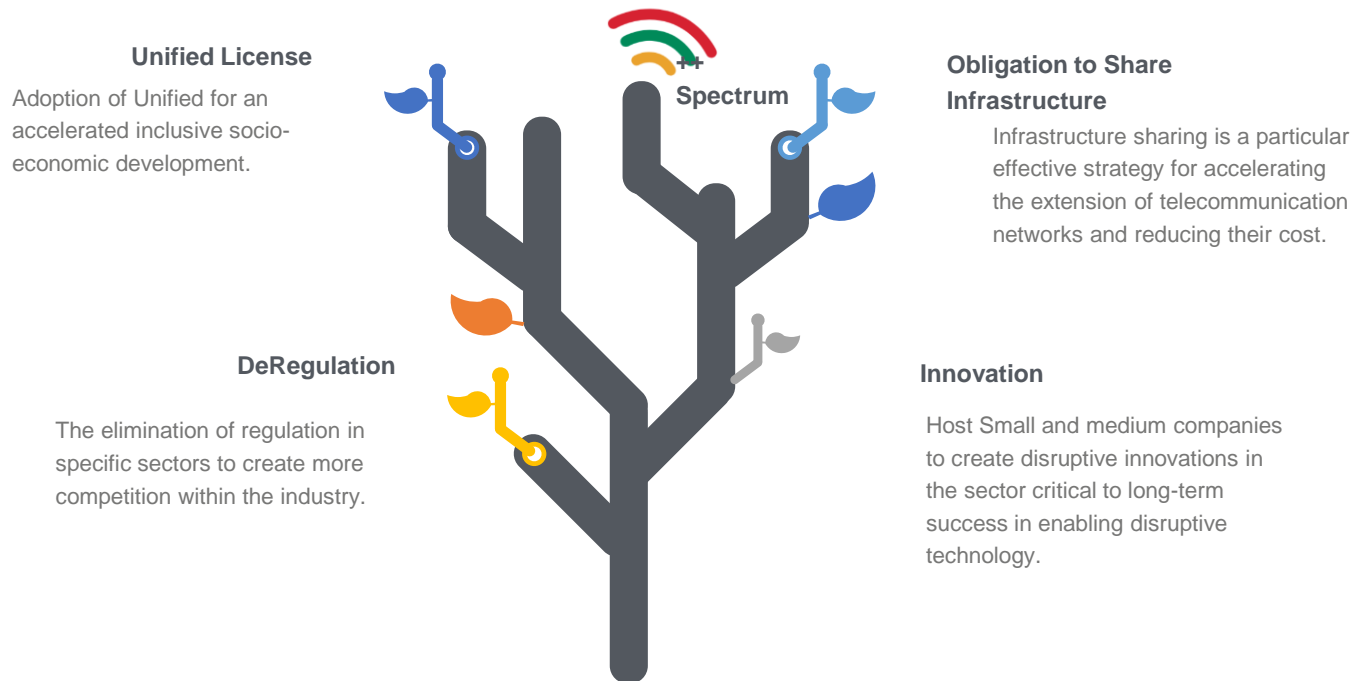 Unified License
Adoption of Unified for an
accelerated inclusive socio-
economic development.
++
Spectrum
Obligation to Share
Infrastructure
Infrastructure sharing is a particular
effective strategy for accelerating
the extension of telecommunication
networks and reducing their cost.
DeRegulation
The elimination of regulation in
specific sectors to create more
competition within the industry.
Innovation
Host Small and medium companies
to create disruptive innovations in
the sector critical to long-term
success in enabling disruptive
technology.